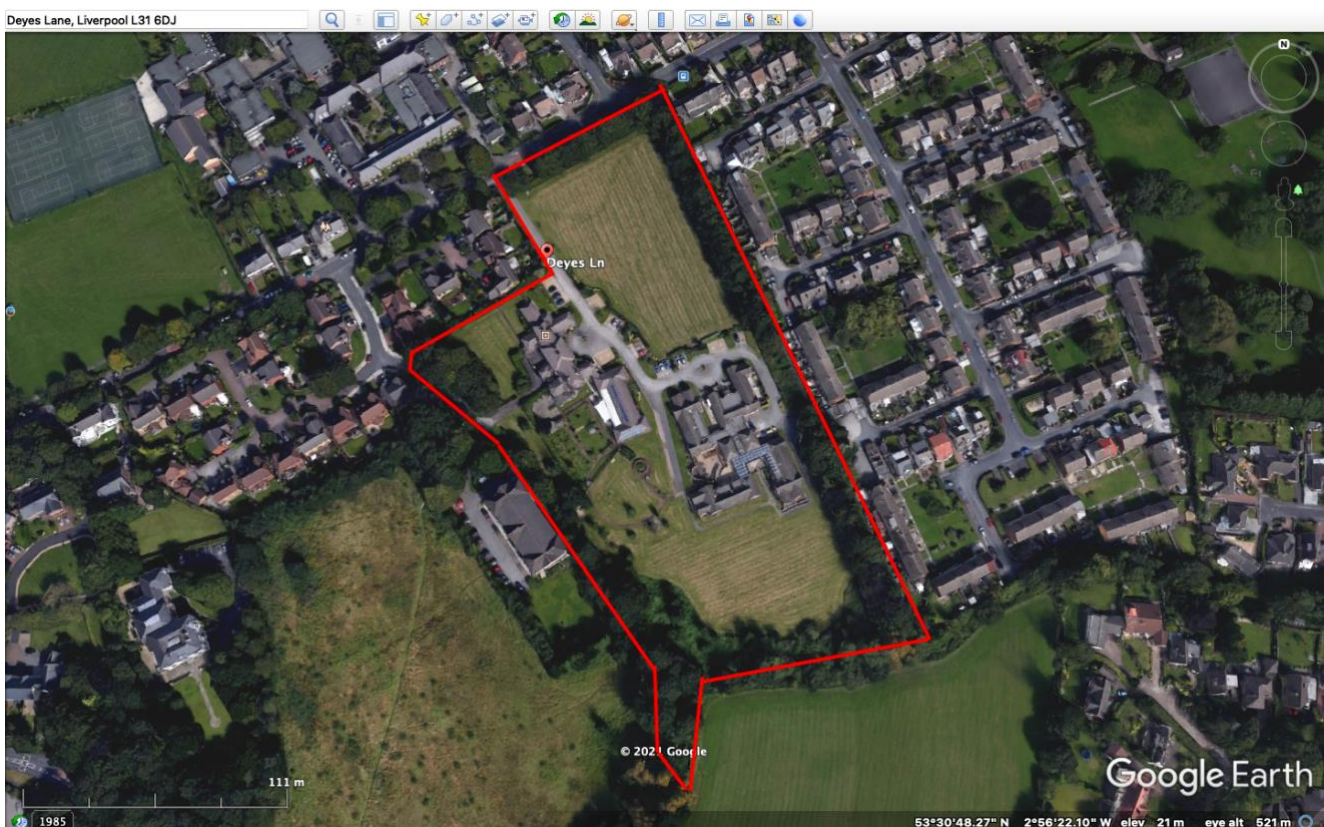 Deyes Lane, Liverpool L31 6DJ
N
Deyes Ln
© 2021 Google
111 m
Google Earth
1985
53°30'48.27" N 2°56'22.10" W elev 21 m eye alt 521 m